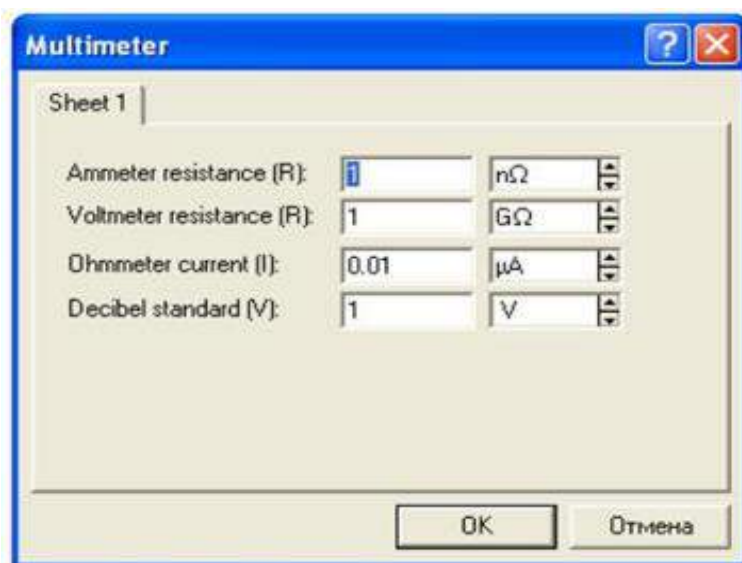 Multimeter
Sheet 1
Ammeter resistance (R): 1 nΩ
Voltmeter resistance (R): 1 GΩ
Ohmmeter current (I): 0.01 μA
Decibel standard (V): 1 V
OK Отмена